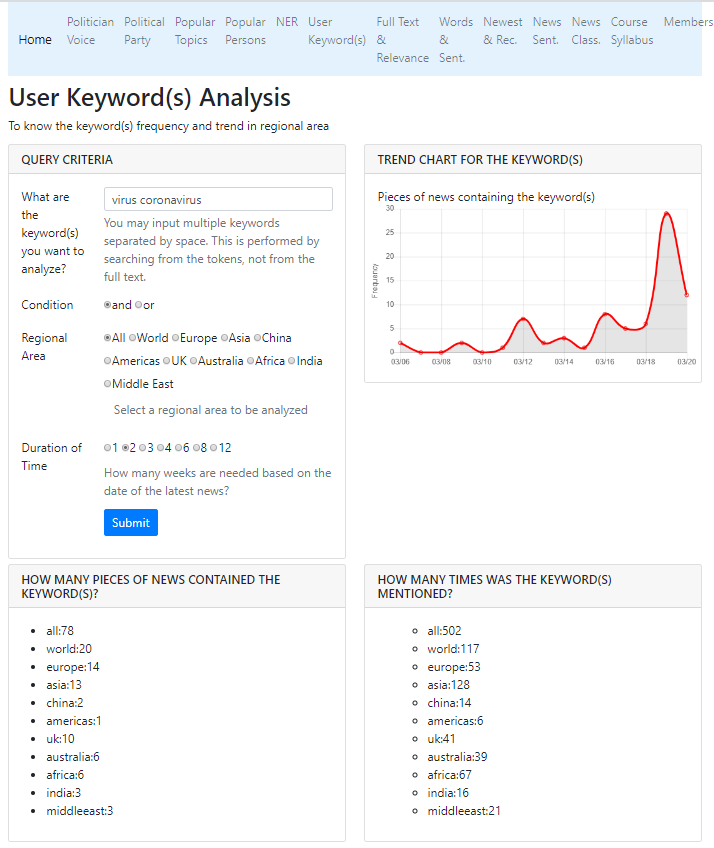 Home
Politician Voice
Political Party
Popular Topics
Popular Persons
NER
User Keyword(s)
Full Text & Relevance
Words & Sent.
Newest & Rec.
News Sent.
News Class.
Course Syllabus
Members
User Keyword(s) Analysis
To know the keyword(s) frequency and trend in regional area
QUERY CRITERIA
What are
the
keyword(s)
you want to
analyze?
virus coronavirus
You may input multiple keywords
separated by space. This is performed by
searching from the tokens, not from the
full text.
Condition
and or
Regional
Area
All World Europe Asia China
Americas UK Australia Africa India
Middle East
Select a regional area to be analyzed
Duration of
Time
1 2 3 4 6 8 12
How many weeks are needed based on the
date of the latest news?
Submit
TREND CHART FOR THE KEYWORD(S)
Pieces of news containing the keyword(s)
Frequency
30
25
20
15
10
5
0
03/06 03/08 03/10 03/12 03/14 03/16 03/18 03/20
HOW MANY PIECES OF NEWS CONTAINED THE
KEYWORD(S)?
all:78
world:20
europe:14
asia:13
china:2
americas:1
uk:10
australia:6
africa:6
india:3
middleeast:3
HOW MANY TIMES WAS THE KEYWORD(S)
MENTIONED?
all:502
world:117
europe:53
asia:128
china:14
americas:6
uk:41
australia:39
africa:67
india:16
middleeast:21